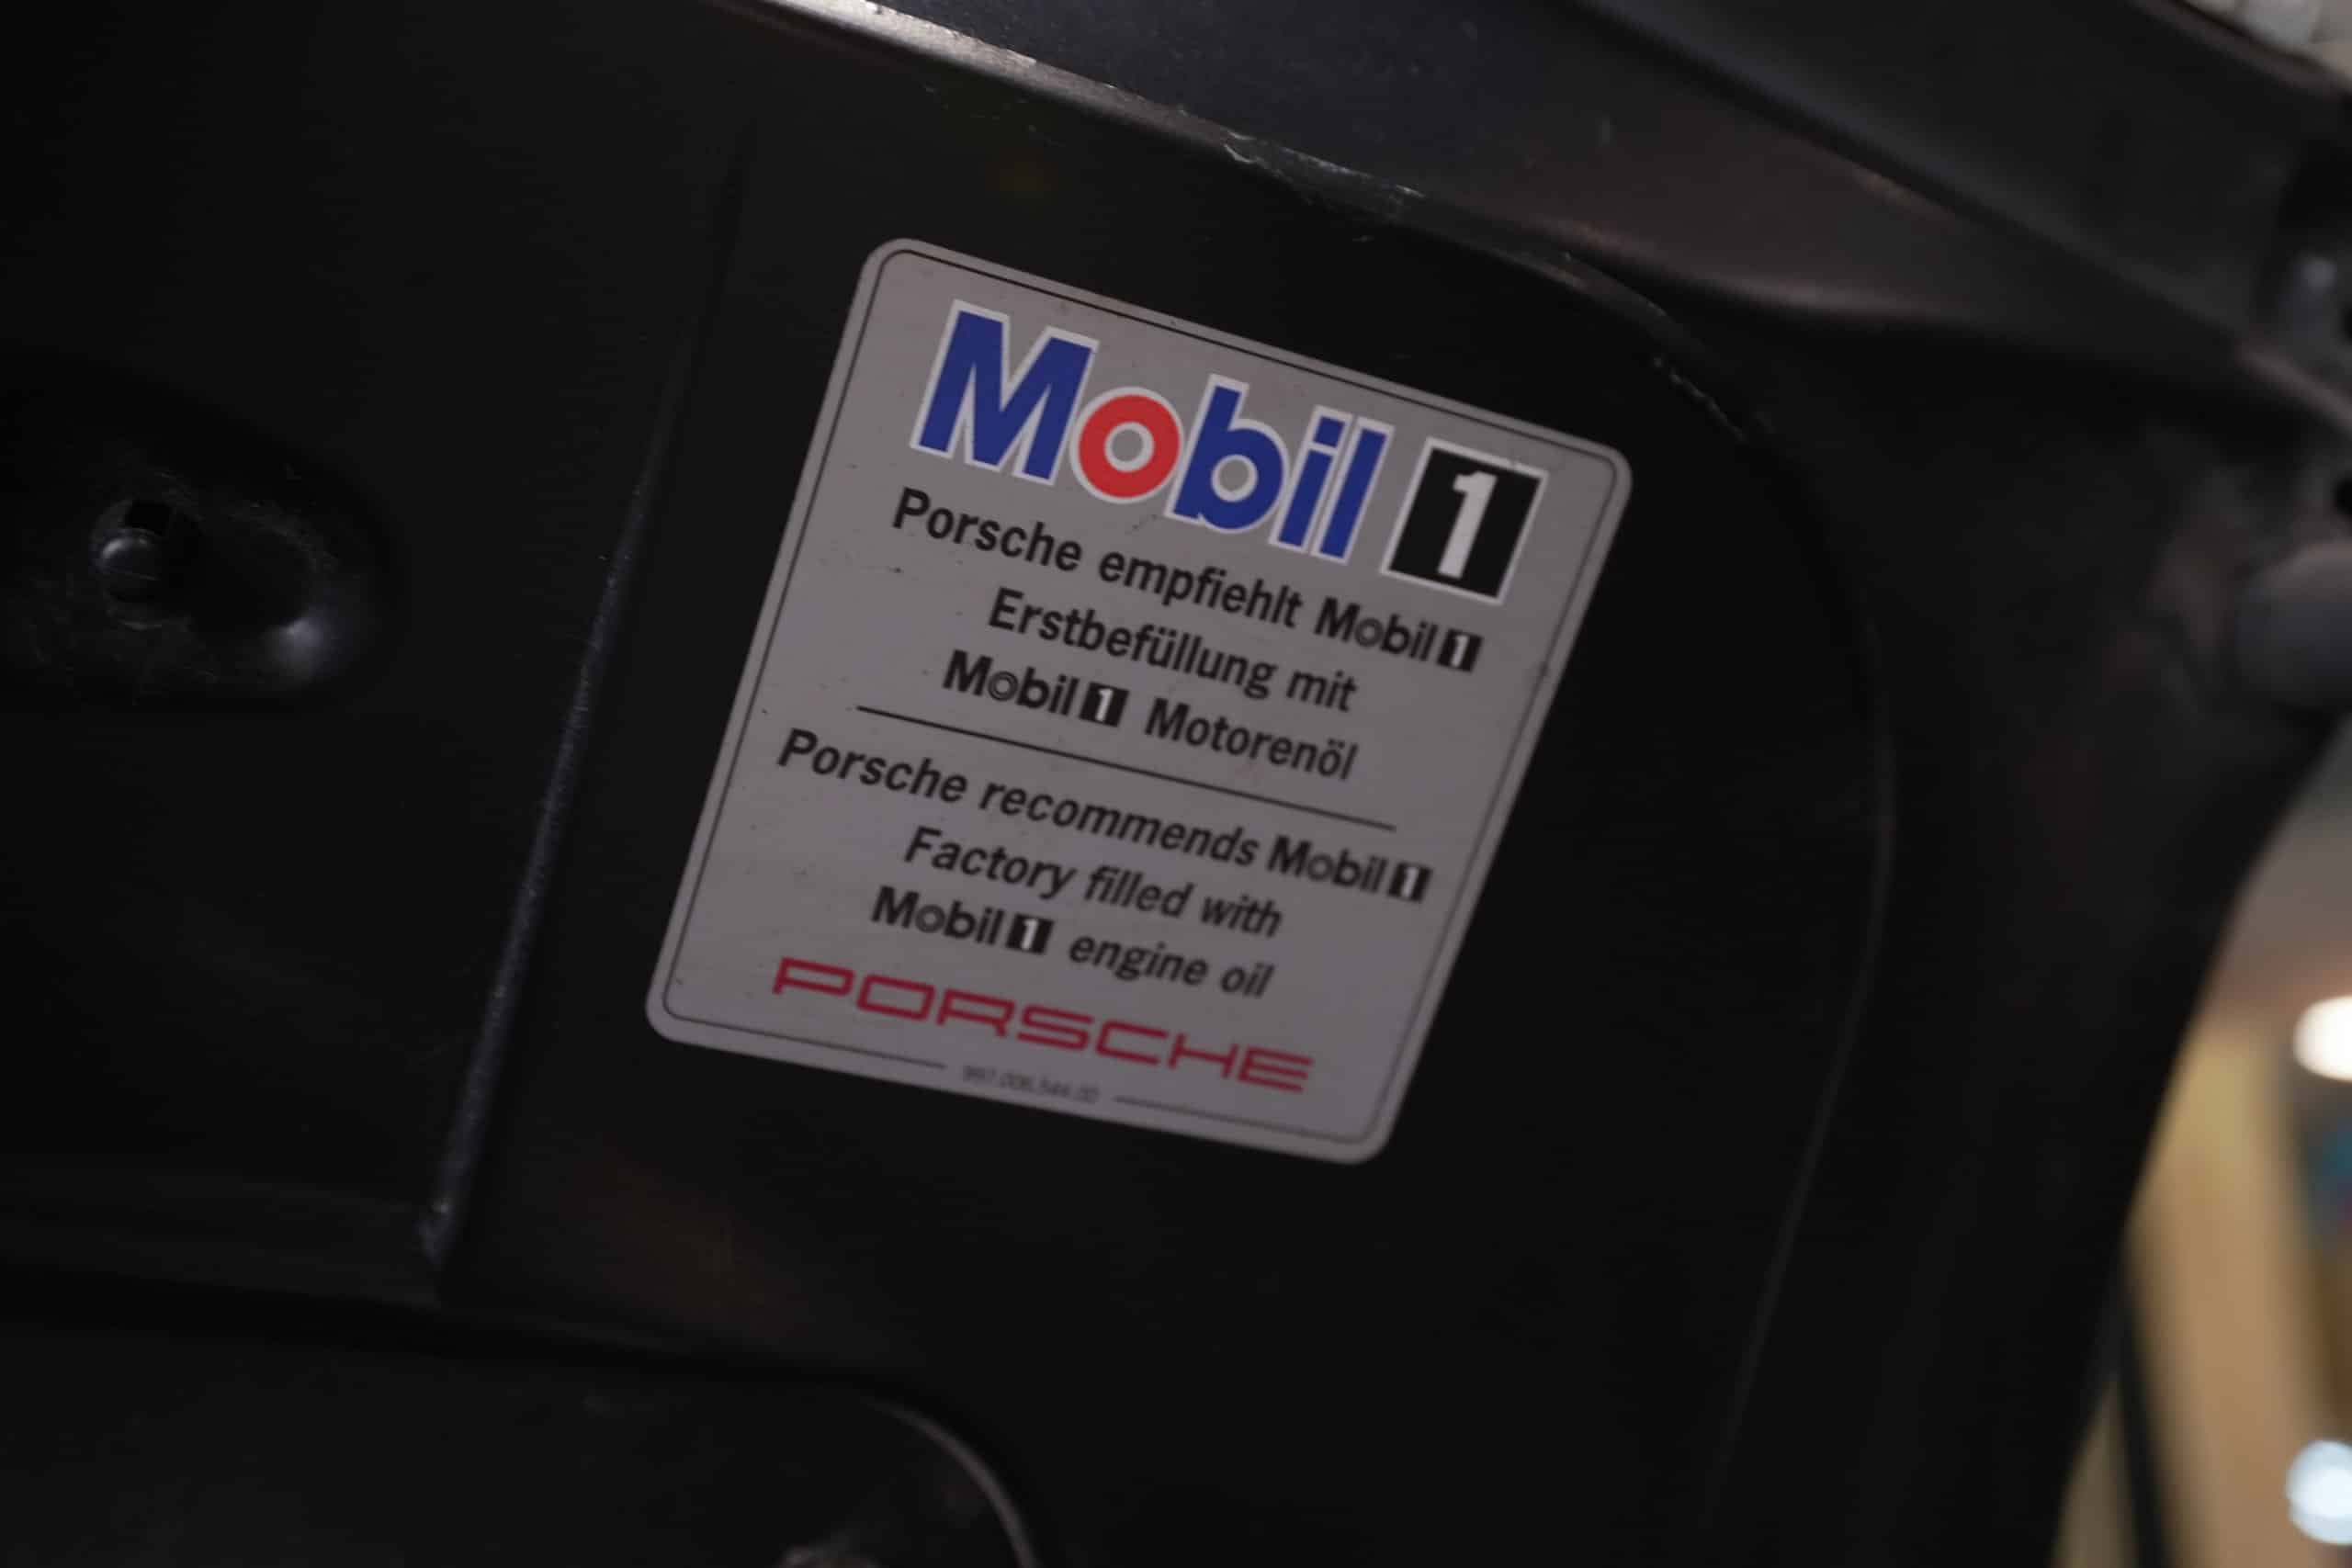 Mobil 1
Porsche empfiehlt Mobil 1
Erstbefüllung mit
Mobil 1 Motorenöl
Porsche recommends Mobil 1
Factory filled with
Mobil 1 engine oil
PORSCHE